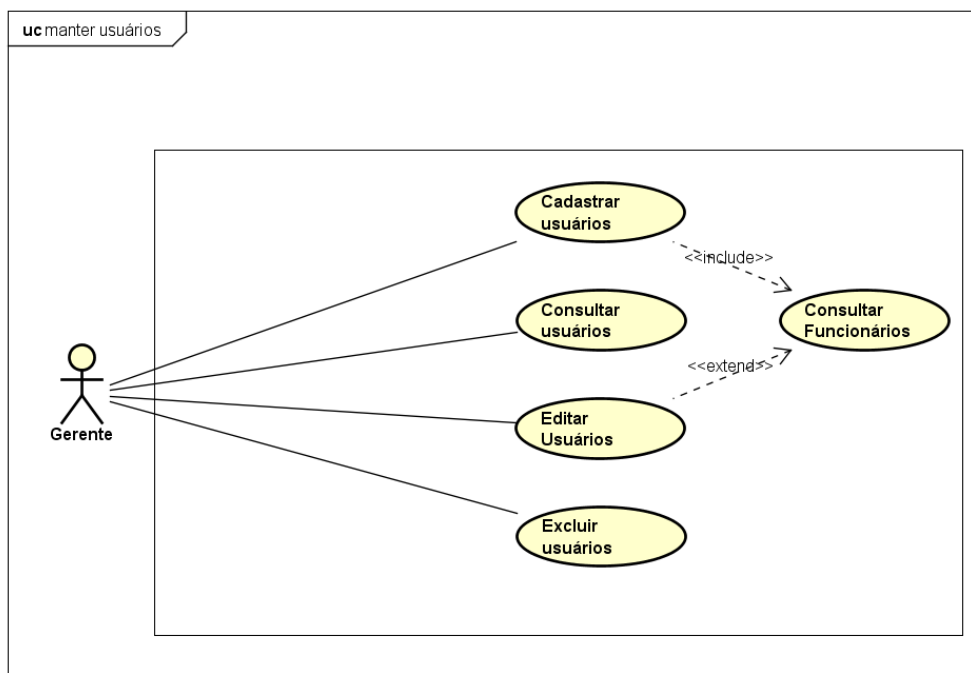 uc manter usuários
Cadastrar
usuários
<<include>>
Consultar
usuários
Consultar
Funcionários
<<extend>>
Gerente
Editar
Usuários
Excluir
usuários